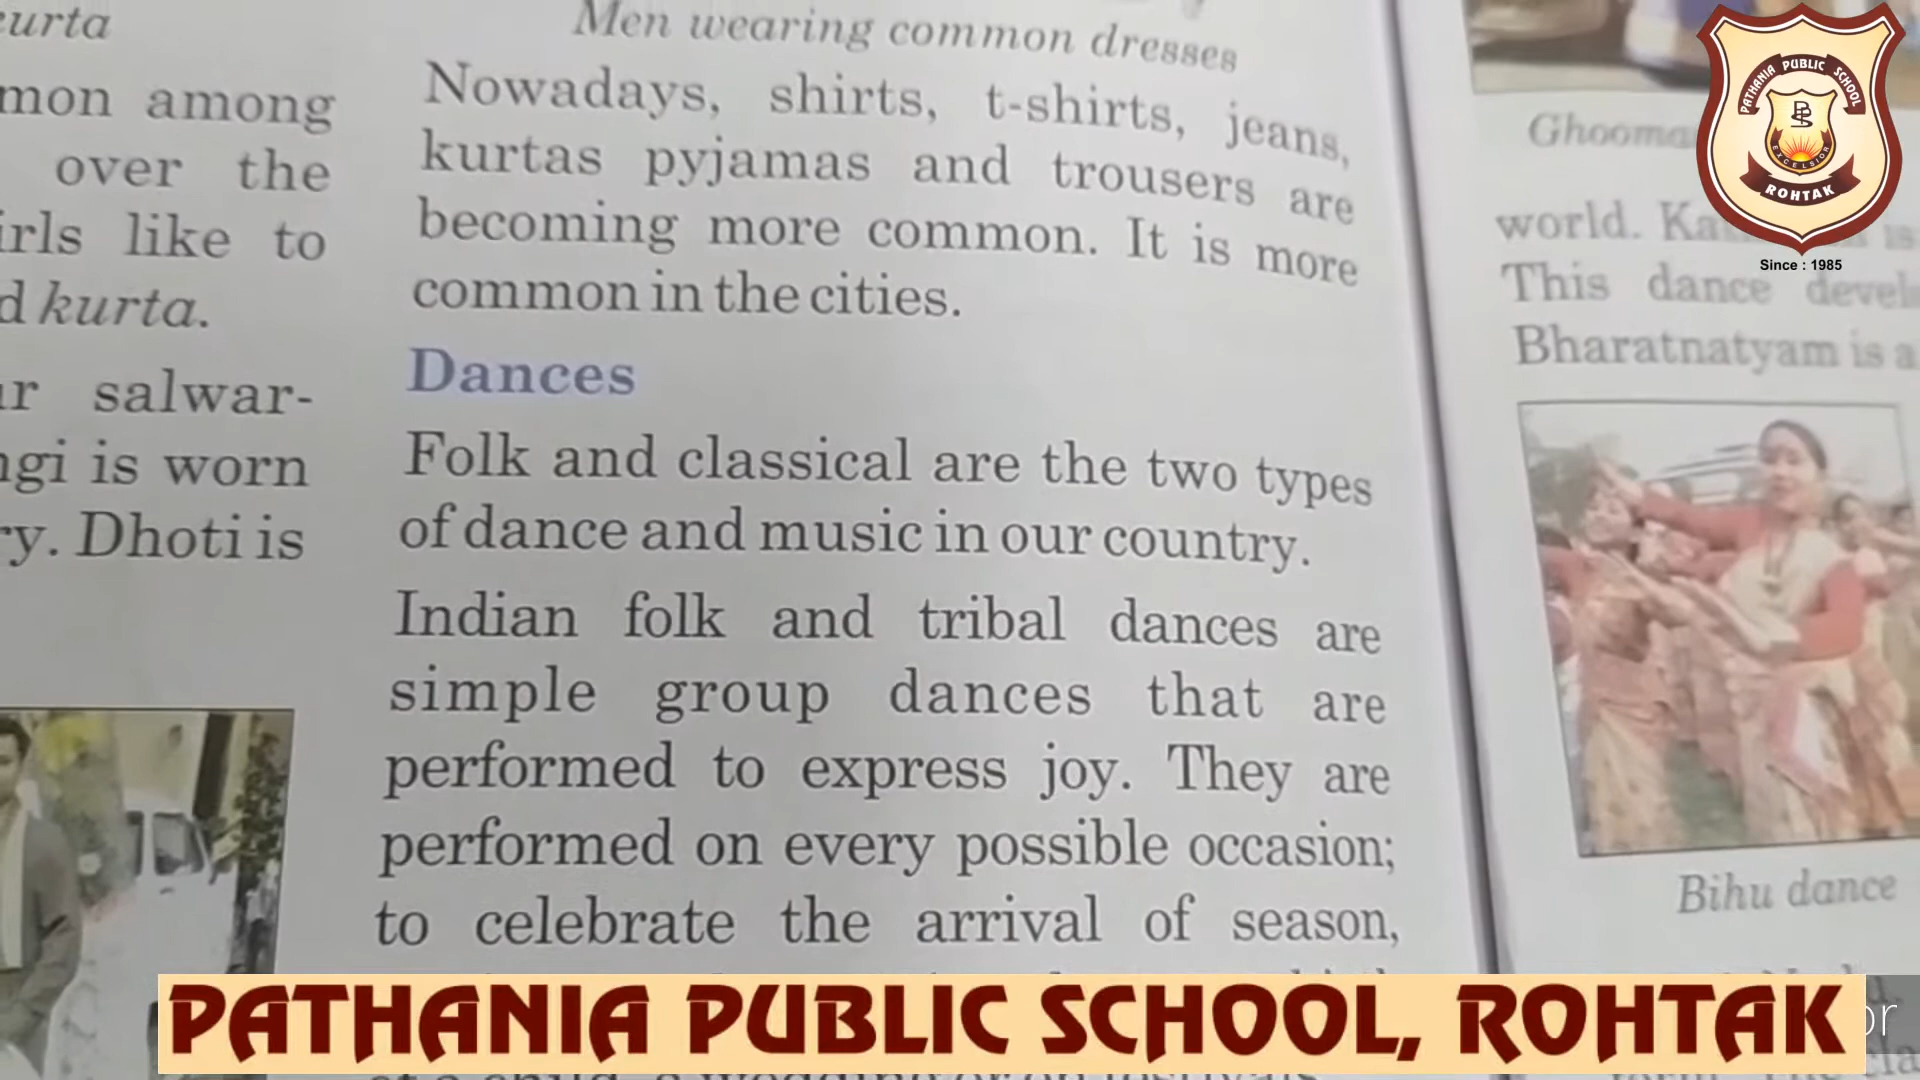 kurta
mon among
over the
irls like to
d kurta.
salwar-
is worn
Dhoti is
Men wearing common dresses
Nowadays, shirts, t-shirts, jeans,
kurtas pyjamas and trousers are
becoming more common. It is more
common in the cities.
Dances
Folk and classical are the two types
of dance and music in our country.
Indian folk and tribal dances are
simple group dances that are
performed to express joy. They are
performed on every possible occasion;
to celebrate the arrival of season,
world.
This dance
Bharatnatyam is a
Bihu dance
PATHANIA PUBLIC SCHOOL
PBS
EXCELSIOR
ROHTAK
Since : 1985
PATHANIA PUBLIC SCHOOL, ROHTAK